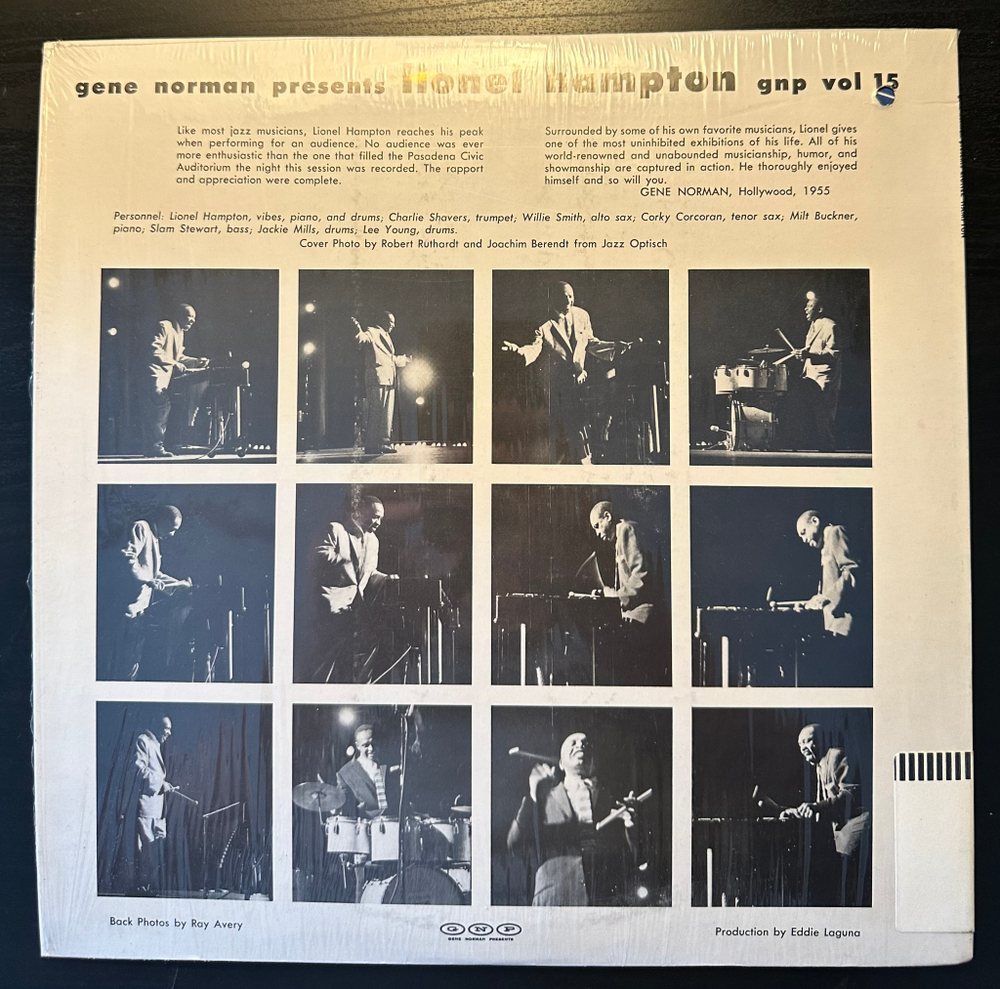 gene norman presents lionel hampton gnp vol 15
Like most jazz musicians, Lionel Hampton reaches his peak
when performing for an audience. No audience was ever
more enthusiastic than the one that filled the Pasadena Civic
Auditorium the night this session was recorded. The rapport
and appreciation were complete.
Surrounded by some of his own favorite musicians, Lionel gives
one of the most uninhibited exhibitions of his life. All of his
world-renowned and unabounded musicianship, humor, and
showmanship are captured in action. He thoroughly enjoyed
himself and so will you.
GENE NORMAN, Hollywood, 1955
Personnel: Lionel Hampton, vibes, piano, and drums; Charlie Shavers, trumpet; Willie Smith, alto sax; Corky Corcoran, tenor sax; Milt Buckner,
piano; Slam Stewart, bass; Jackie Mills, drums; Lee Young, drums.
Cover Photo by Robert Ruthardt and Joachim Berendt from Jazz Optisch
Back Photos by Ray Avery
GNP
GENE NORMAN PRESENTS
Production by Eddie Laguna